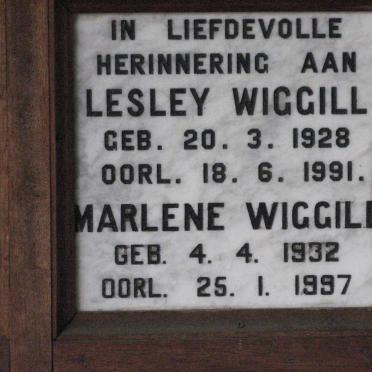 IN LIEFDEVOLLE
HERINNERING AAN
LESLEY WIGGILL
GEB. 20. 3. 1928
OORL. 18. 6. 1991.
MARLENE WIGGILL
GEB. 4. 4. 1932
OORL. 25. 1. 1997